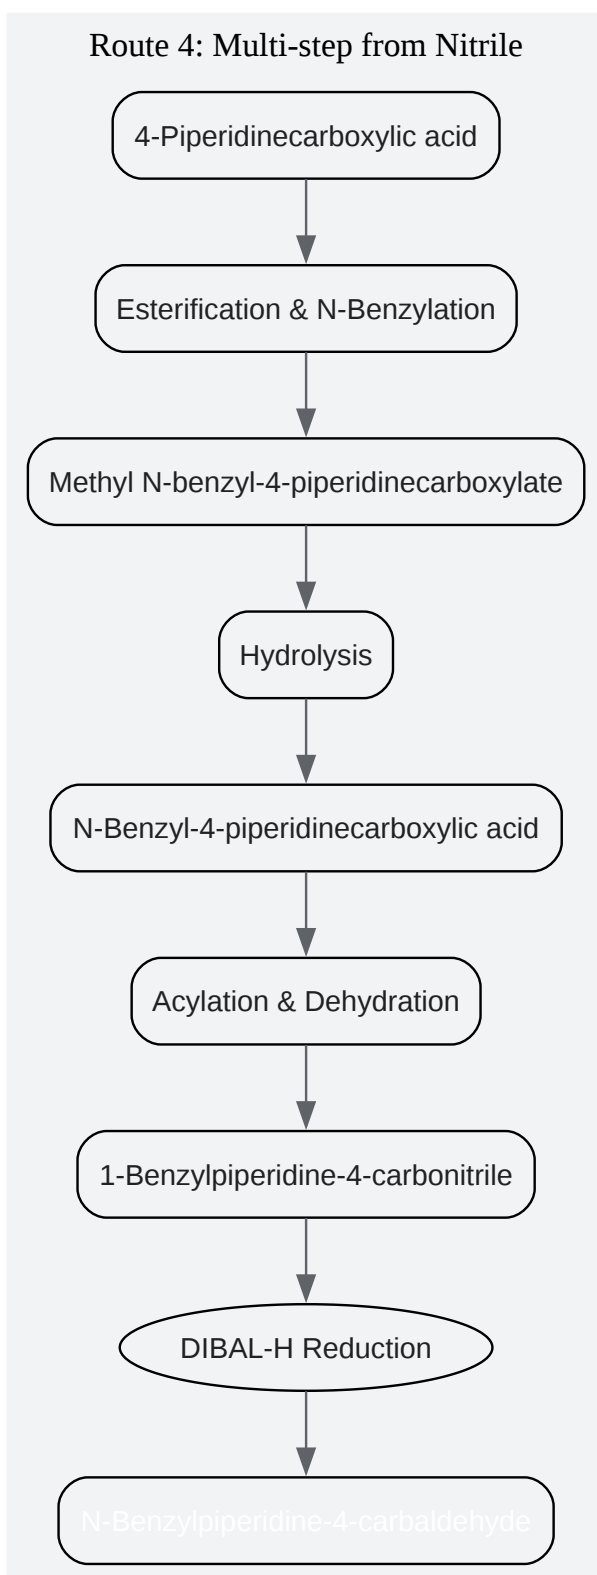 Route 4: Multi-step from Nitrile
4-Piperidinecarboxylic acid
Esterification & N-Benzylation
Methyl N-benzyl-4-piperidinecarboxylate
Hydrolysis
N-Benzyl-4-piperidinecarboxylic acid
Acylation & Dehydration
1-Benzylpiperidine-4-carbonitrile
DIBAL-H Reduction
N-Benzylpiperidine-4-carbaldehyde